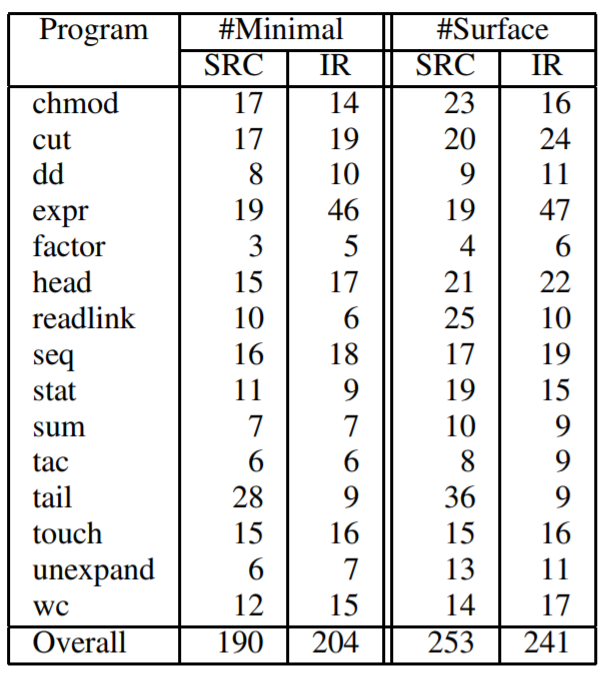 Program #Minimal #Surface
SRC IR SRC IR
chmod 17 14 23 16
cut 17 19 20 24
dd 8 10 9 11
expr 19 46 19 47
factor 3 5 4 6
head 15 17 21 22
readlink 10 6 25 10
seq 16 18 17 19
stat 11 9 19 15
sum 7 7 10 9
tac 6 6 8 9
tail 28 9 36 9
touch 15 16 15 16
unexpand 6 7 13 11
wc 12 15 14 17
Overall 190 204 253 241